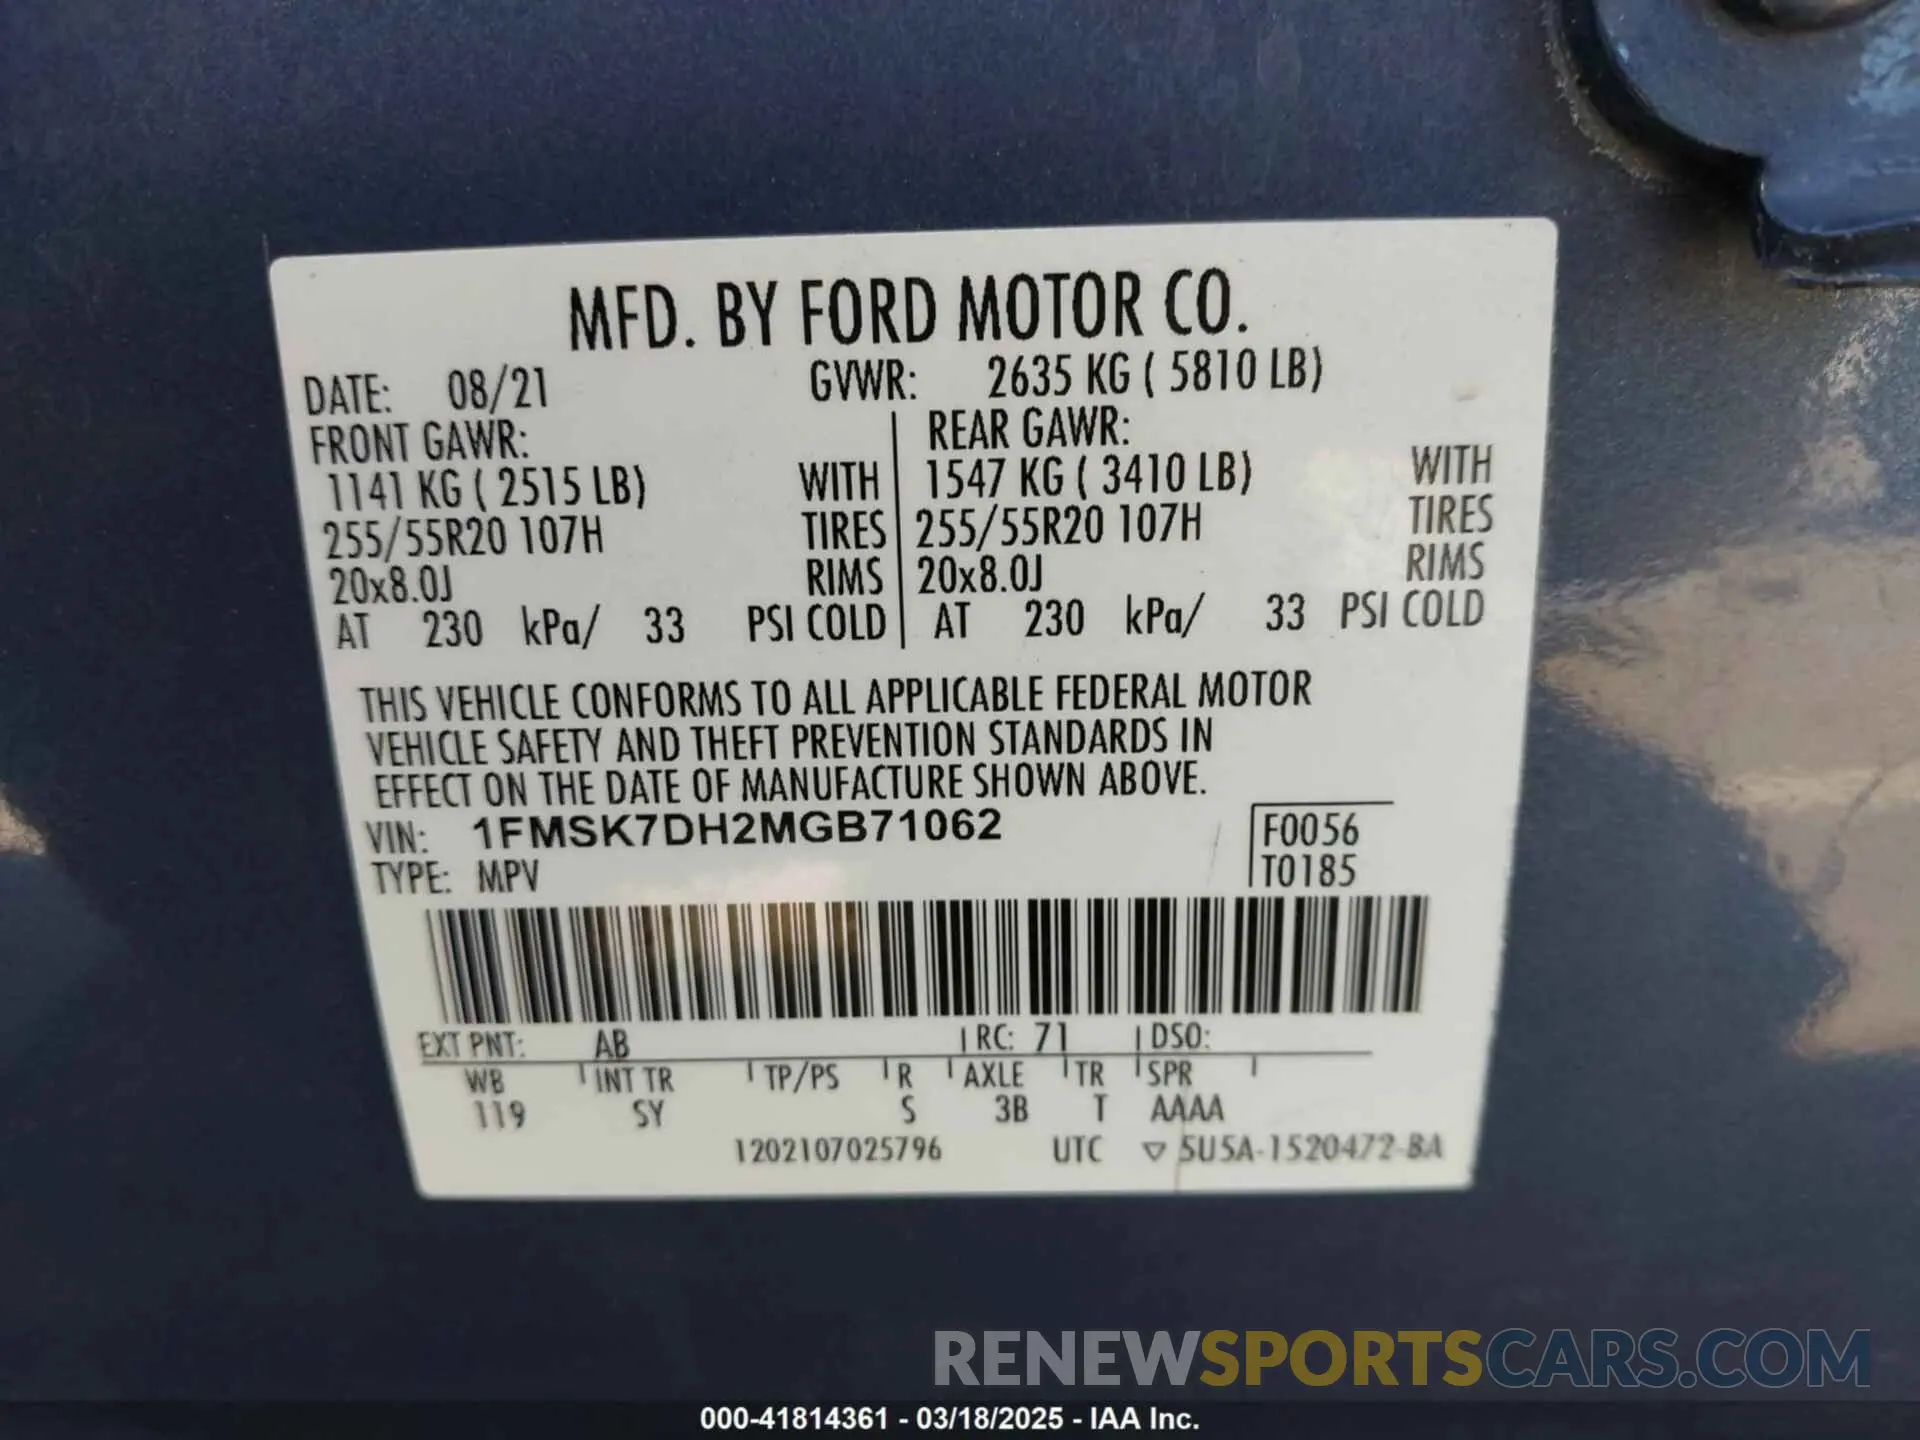 MFD. BY FORD MOTOR CO.
DATE: 08/21 GVWR: 2635 KG ( 5810 LB)
FRONT GAWR: REAR GAWR:
1141 KG ( 2515 LB) WITH 1547 KG ( 3410 LB) WITH
255/55R20 107H TIRES 255/55R20 107H TIRES
20x8.0J RIMS 20x8.0J RIMS
AT 230 kPa/ 33 PSI COLD AT 230 kPa/ 33 PSI COLD
THIS VEHICLE CONFORMS TO ALL APPLICABLE FEDERAL MOTOR
VEHICLE SAFETY AND THEFT PREVENTION STANDARDS IN
EFFECT ON THE DATE OF MANUFACTURE SHOWN ABOVE.
VIN: 1FMSK7DH2MGB71062 F0056
TYPE: MPV T0185
EXT PNT: AB RC: 71 DSO:
WB INT TR TP/PS R AXLE TR SPR
119 SY S 3B T AAAA
1202107025796 UTC ▽ 5U5A-1520472-BA
RENEWSPORTSCARS.COM
000-41814361 - 03/18/2025 - IAA Inc.